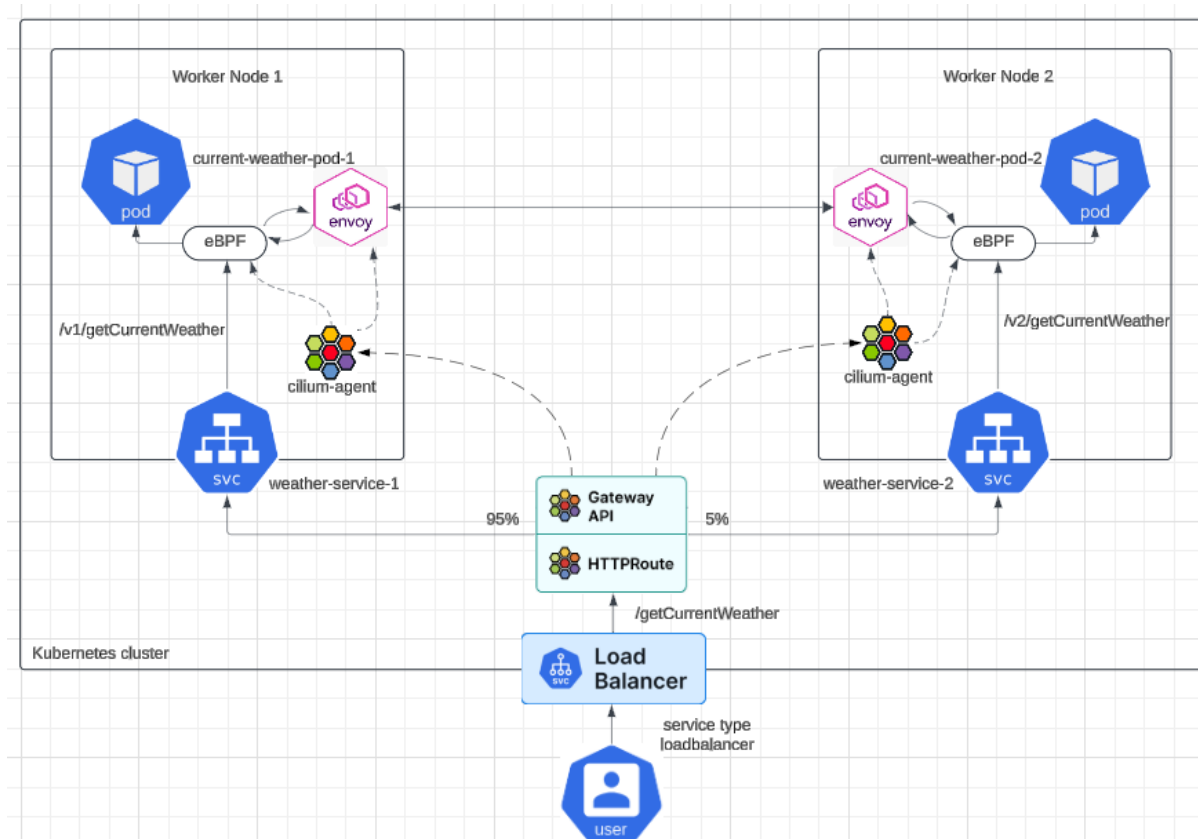 Worker Node 1
Worker Node 2
current-weather-pod-1
current-weather-pod-2
pod
envoy
envoy
pod
eBPF
eBPF
/v1/getCurrentWeather
/v2/getCurrentWeather
cilium-agent
cilium-agent
svc
weather-service-1
weather-service-2
svc
95%
Gateway
API
5%
HTTPRoute
/getCurrentWeather
Kubernetes cluster
svc
Load
Balancer
service type
loadbalancer
user